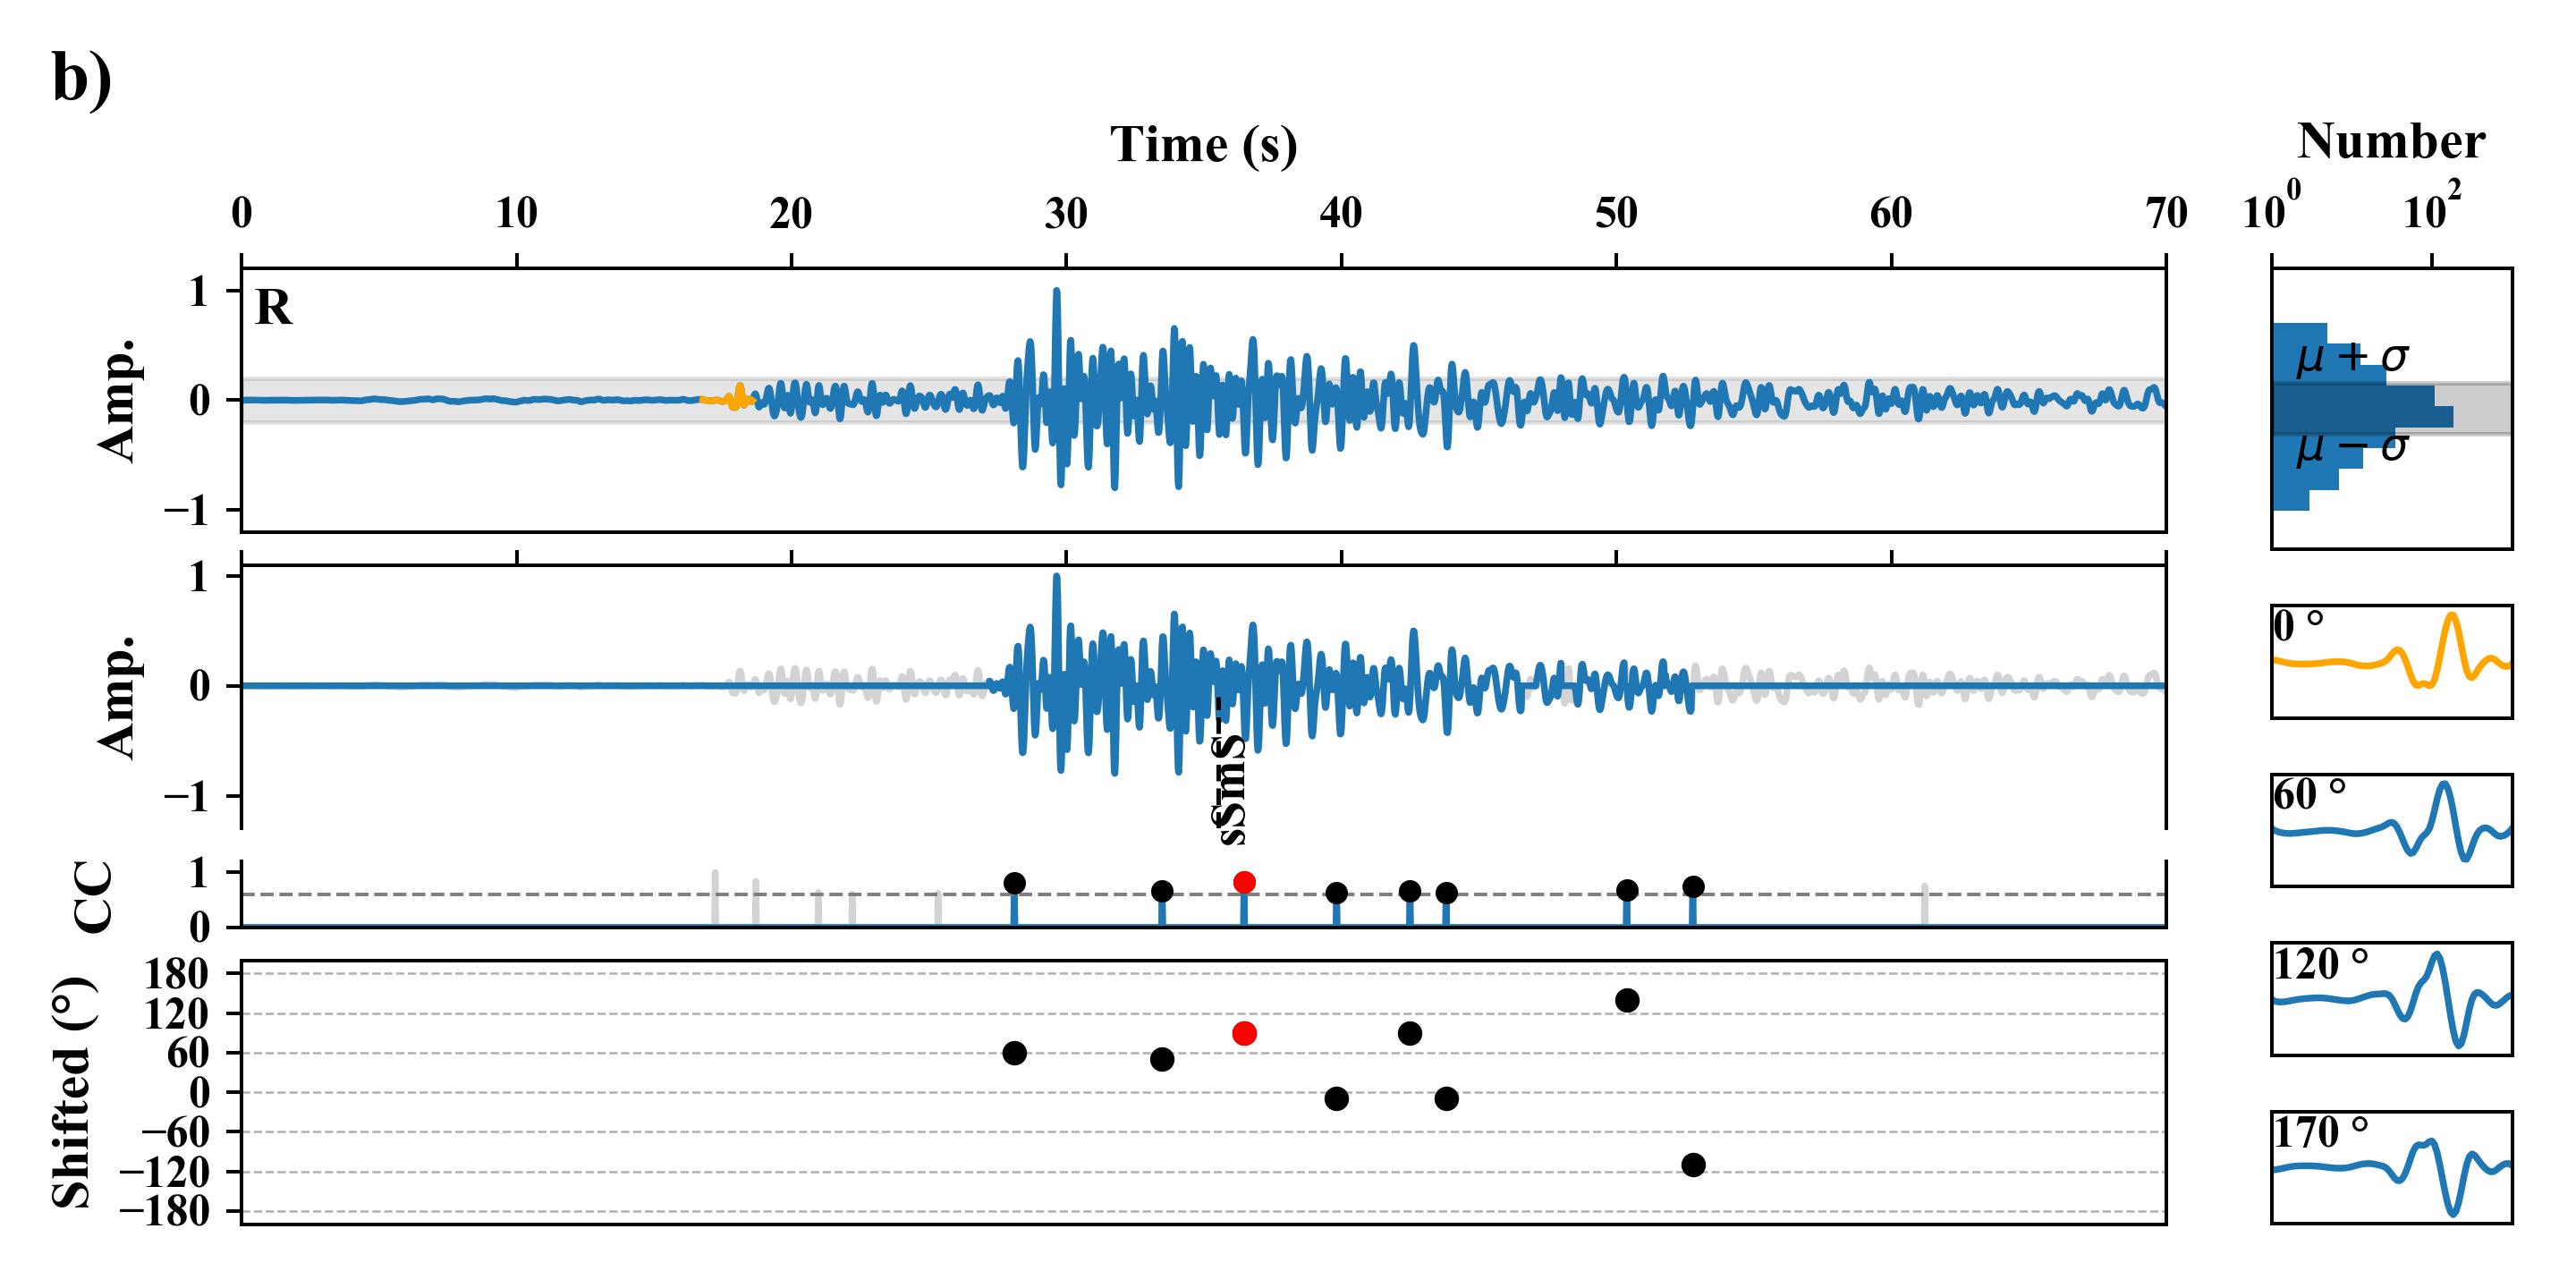 b)
Time (s)
Number
0 10 20 30 40 50 60 70
10^0 10^2
R
Amp.
1
0
−1
μ + σ
μ − σ
Amp.
1
0
−1
sSmS
0 °
60 °
CC
1
0
Shifted (°)
180
120
60
0
−60
−120
−180
120 °
170 °